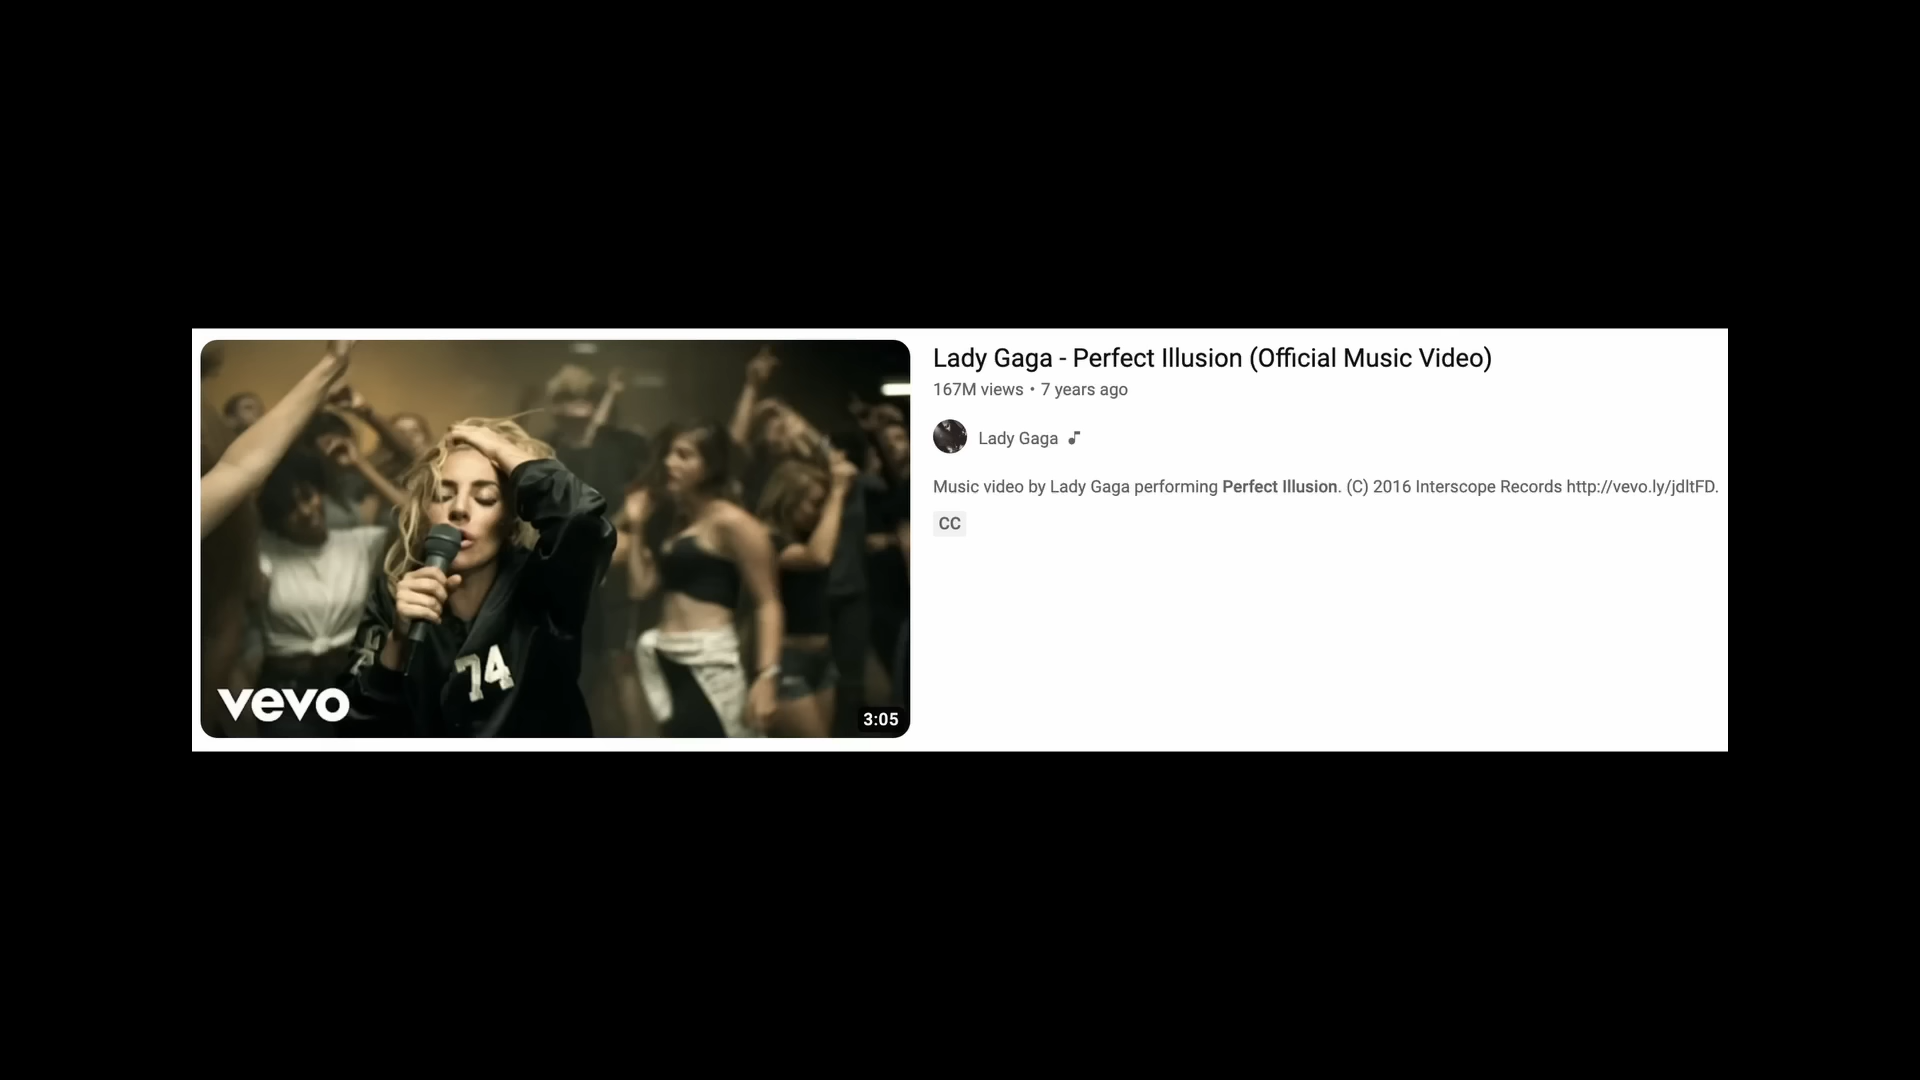 Lady Gaga - Perfect Illusion (Official Music Video)
167M views • 7 years ago
Lady Gaga
Music video by Lady Gaga performing Perfect Illusion. (C) 2016 Interscope Records http://vevo.ly/jdltFD.
CC
74
vevo
3:05